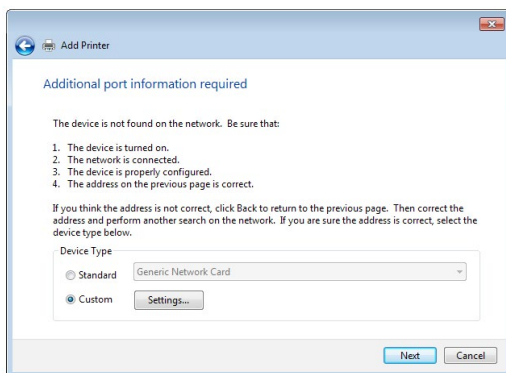 Add Printer
Additional port information required
The device is not found on the network.  Be sure that:
1.  The device is turned on.
2.  The network is connected.
3.  The device is properly configured.
4.  The address on the previous page is correct.
If you think the address is not correct, click Back to return to the previous page.  Then correct the
address and perform another search on the network.  If you are sure the address is correct, select the
device type below.
Device Type
Standard
Generic Network Card
Custom
Settings...
Next
Cancel